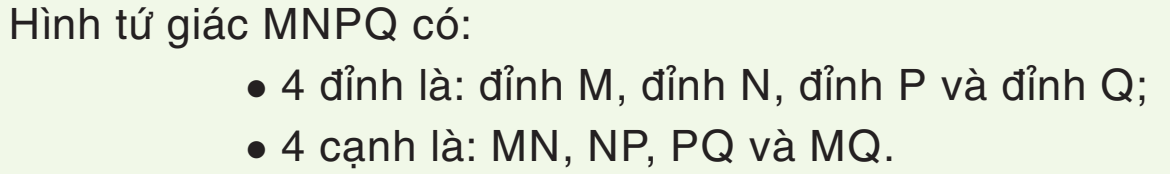 Hình tứ giác MNPQ có:
● 4 đỉnh là: đỉnh M, đỉnh N, đỉnh P và đỉnh Q;
● 4 cạnh là: MN, NP, PQ và MQ.